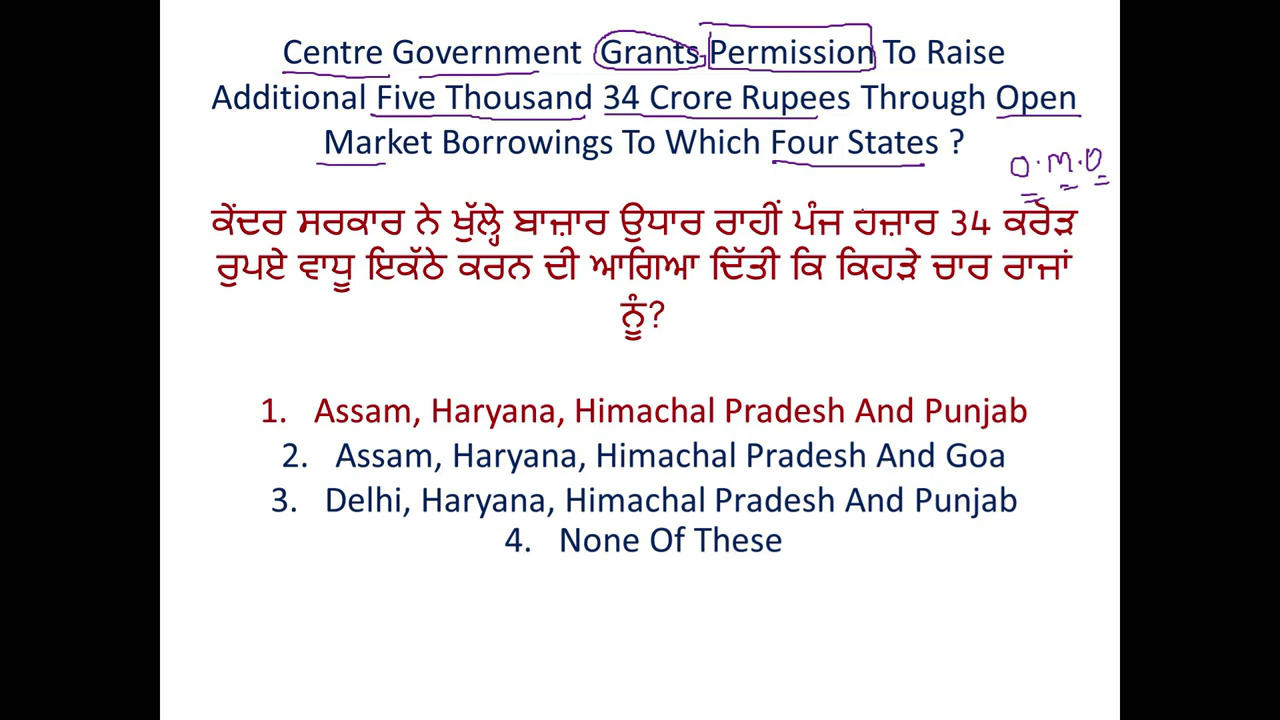 Centre Government Grants Permission To Raise
Additional Five Thousand 34 Crore Rupees Through Open
Market Borrowings To Which Four States ?
O.M.O
ਕੇਂਦਰ ਸਰਕਾਰ ਨੇ ਖੁੱਲ੍ਹੇ ਬਾਜ਼ਾਰ ਉਧਾਰ ਰਾਹੀਂ ਪੰਜ ਹਜ਼ਾਰ 34 ਕਰੋੜ
ਰੁਪਏ ਵਾਧੂ ਇਕੱਠੇ ਕਰਨ ਦੀ ਆਗਿਆ ਦਿੱਤੀ ਕਿ ਕਿਹੜੇ ਚਾਰ ਰਾਜਾਂ
ਨੂੰ?
1. Assam, Haryana, Himachal Pradesh And Punjab
2. Assam, Haryana, Himachal Pradesh And Goa
3. Delhi, Haryana, Himachal Pradesh And Punjab
4. None Of These